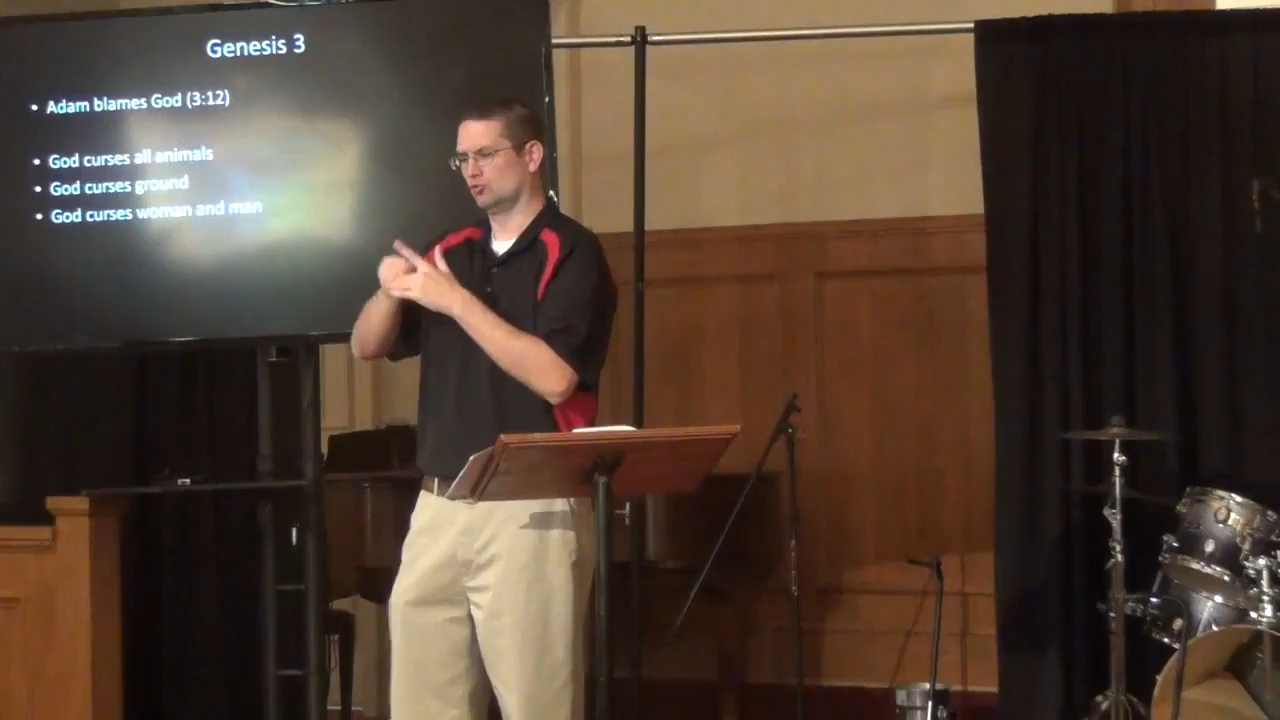 Genesis 3
• Adam blames God (3:12)
• God curses all animals
• God curses ground
• God curses woman and man